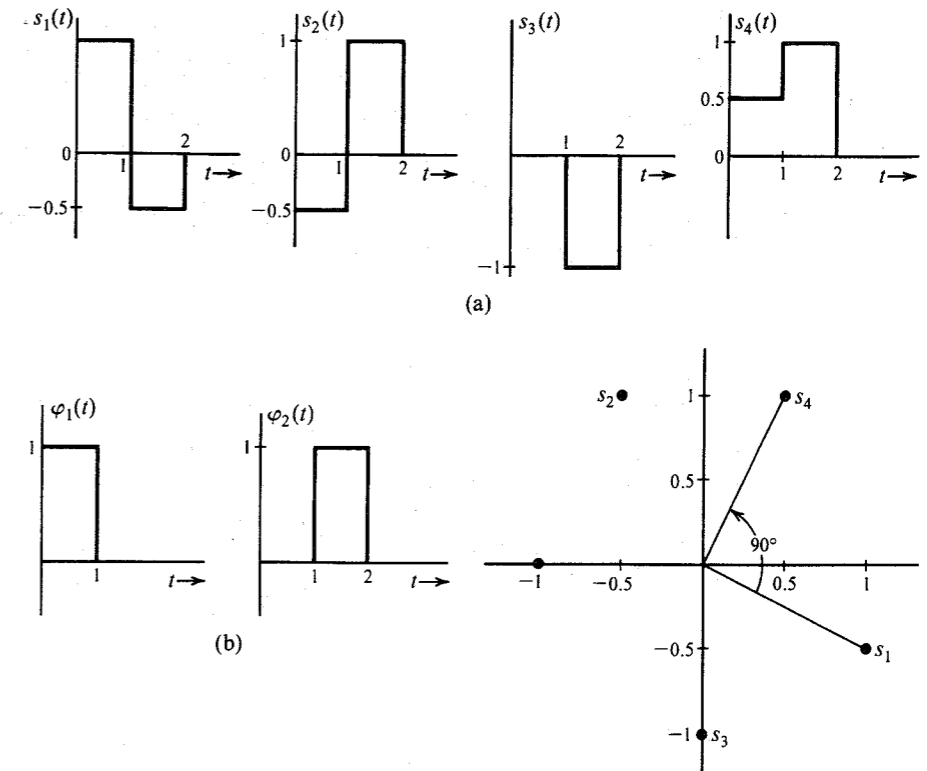 s₁(t) s₂(t) s₃(t) s₄(t)
0 −0.5 1 2 t→
1 0 −0.5 1 2 t→
−1 1 2 t→
1 0.5 0 1 2 t→
(a)
φ₁(t) φ₂(t)
1 1 t→
1 1 2 t→
(b)
s₂ 1 s₄
0.5
90°
−1 −0.5 0.5 1
−0.5 s₁
−1 s₃